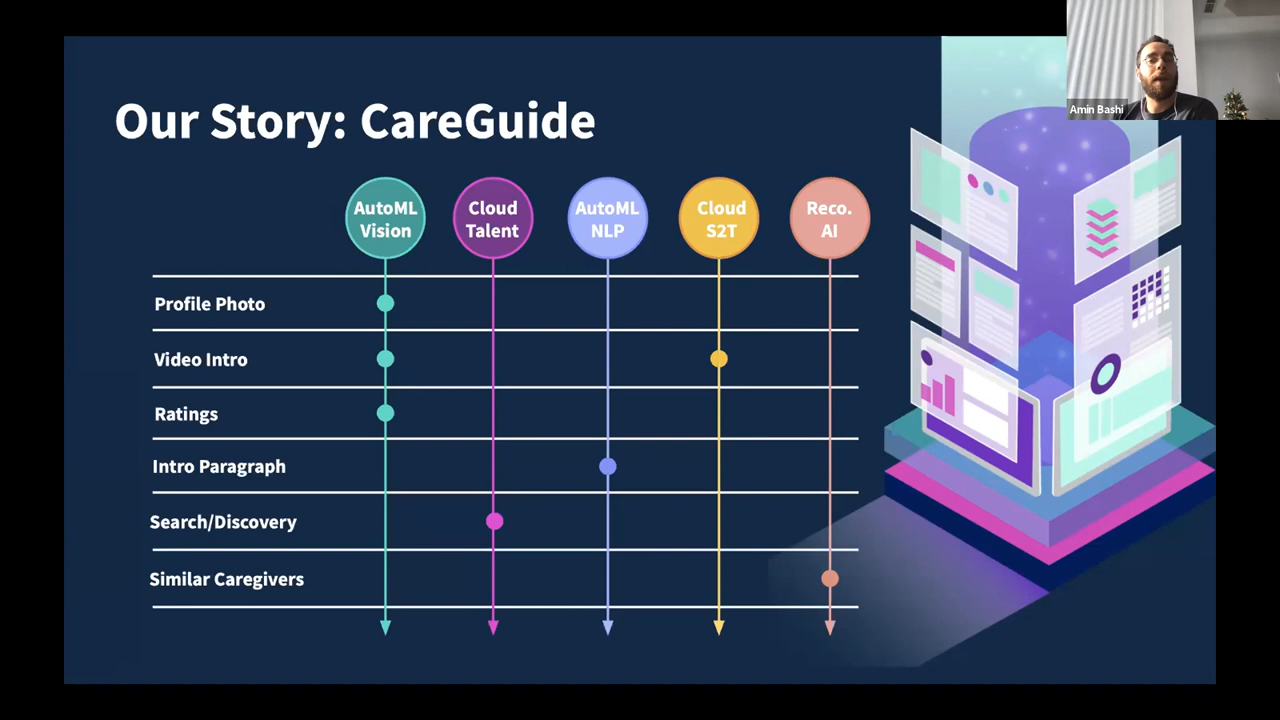 Amin Bashi
Our Story: CareGuide
AutoML
Vision
Cloud
Talent
AutoML
NLP
Cloud
S2T
Reco.
AI
Profile Photo
Video Intro
Ratings
Intro Paragraph
Search/Discovery
Similar Caregivers